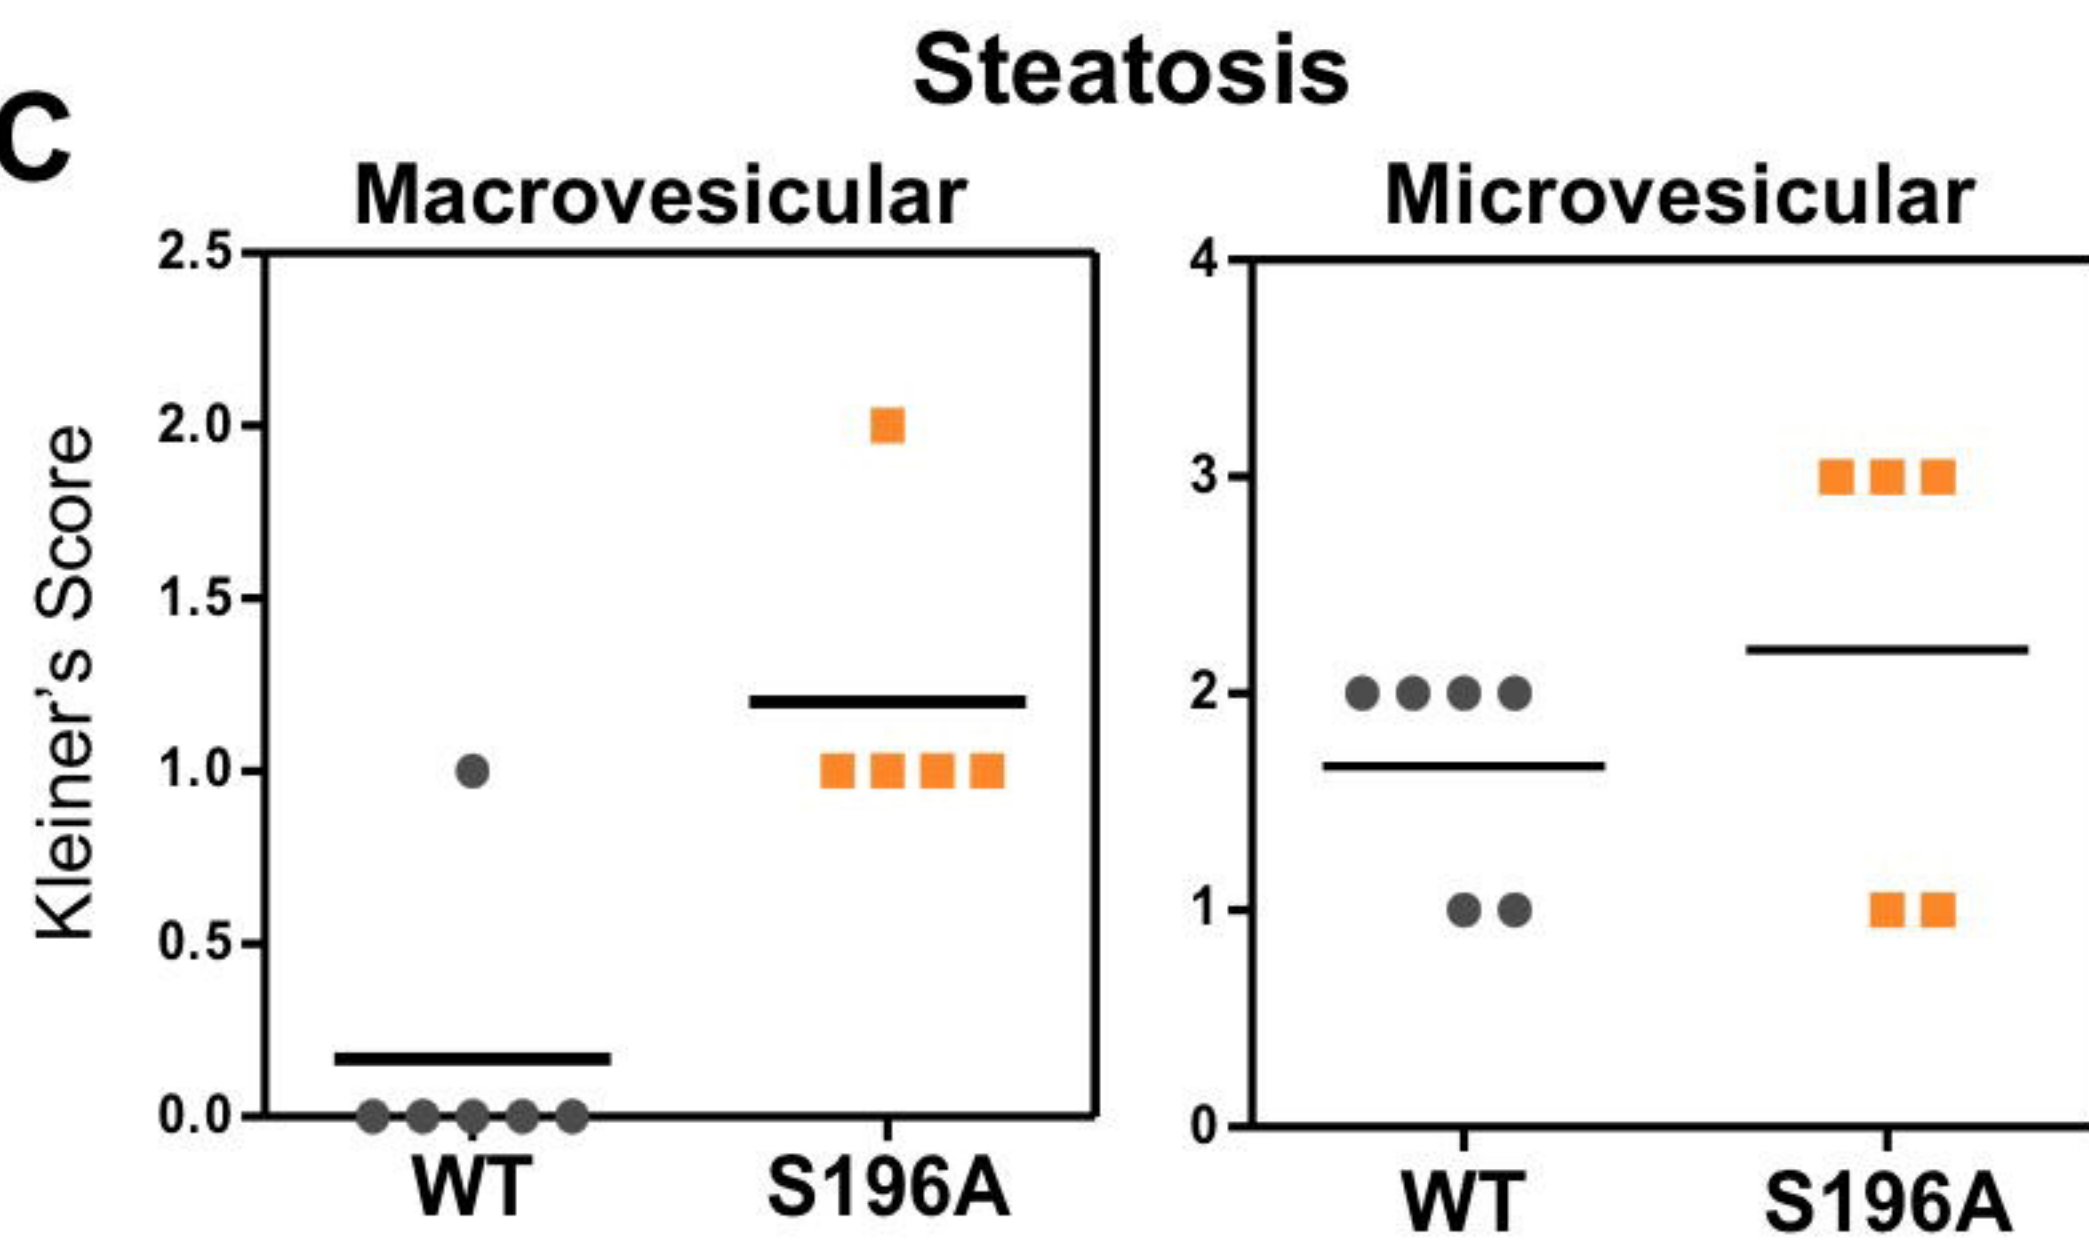 C
Steatosis
Macrovesicular
Microvesicular
Kleiner's Score
2.5
2.0
1.5
1.0
0.5
0.0
WT
S196A
4
3
2
1
0
WT
S196A